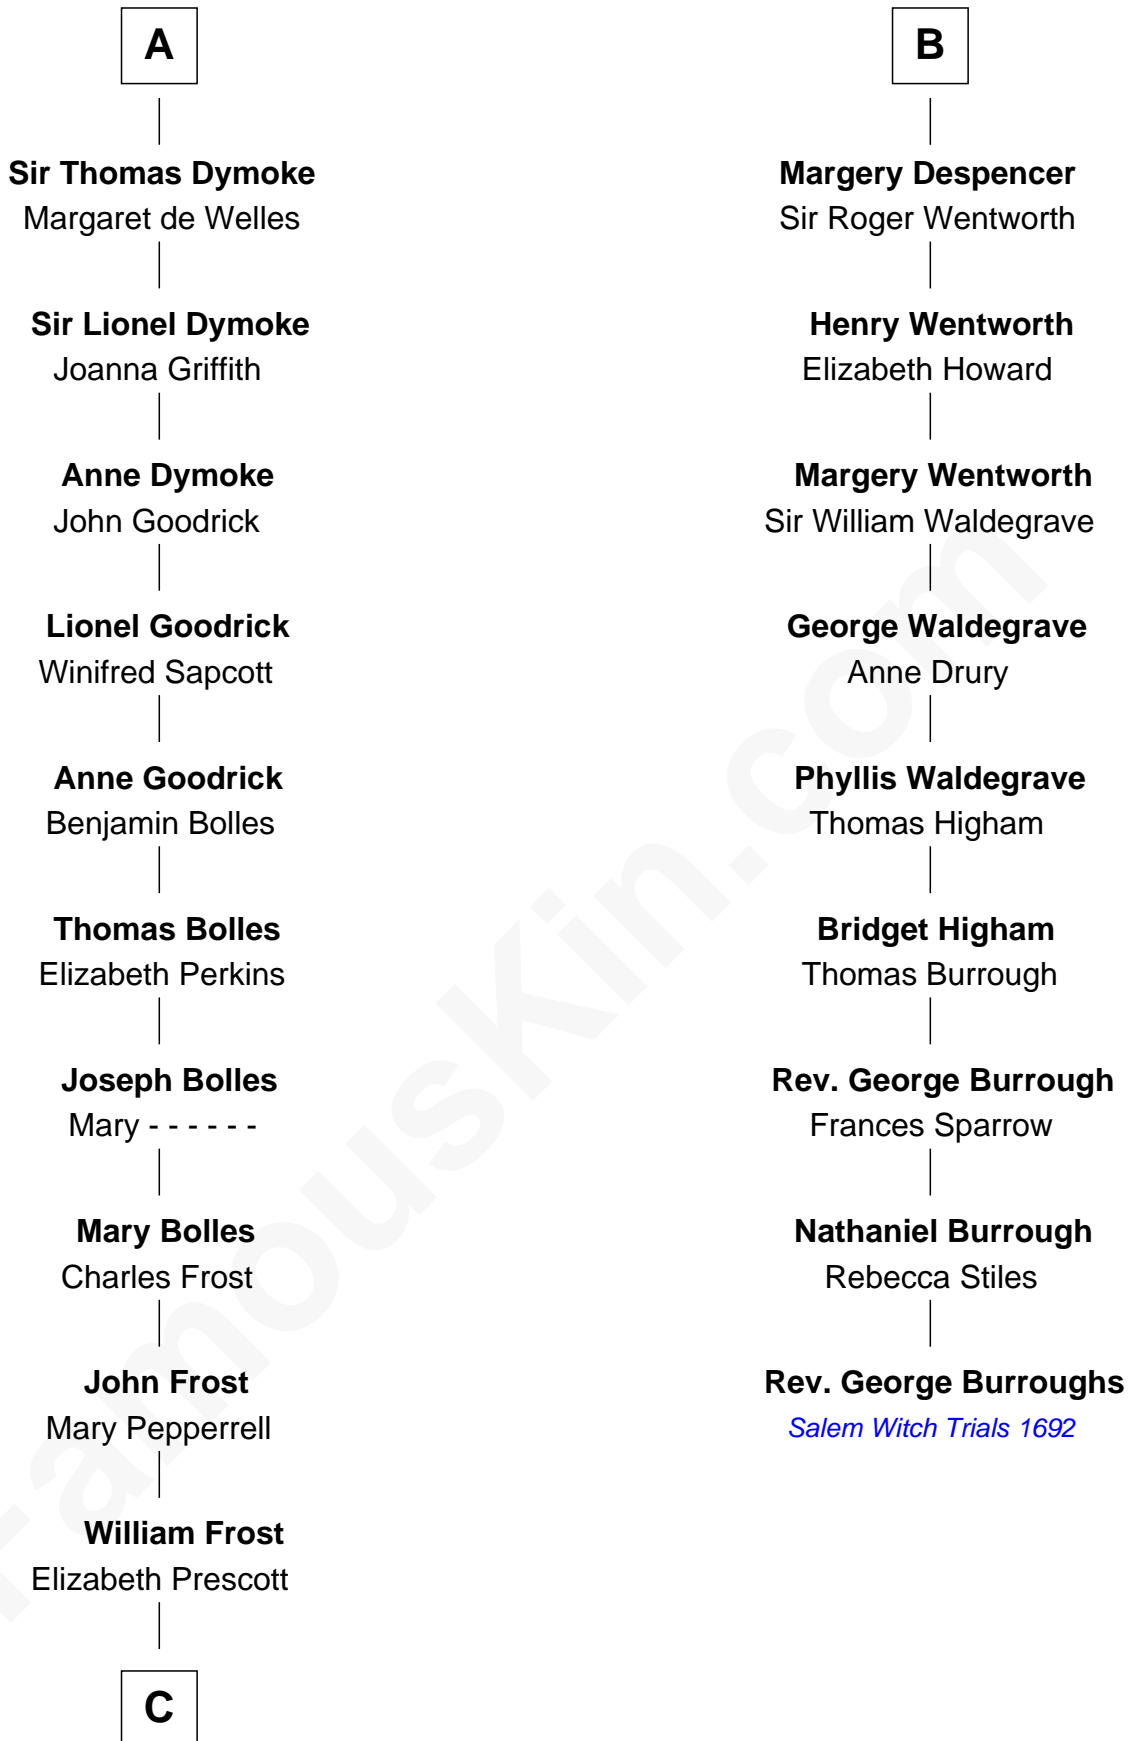 A
Sir Thomas Dymoke
Margaret de Welles
Sir Lionel Dymoke
Joanna Griffith
Anne Dymoke
John Goodrick
Lionel Goodrick
Winifred Sapcott
Anne Goodrick
Benjamin Bolles
Thomas Bolles
Elizabeth Perkins
Joseph Bolles
Mary - - - - - -
Mary Bolles
Charles Frost
John Frost
Mary Pepperrell
William Frost
Elizabeth Prescott
C
B
Margery Despencer
Sir Roger Wentworth
Henry Wentworth
Elizabeth Howard
Margery Wentworth
Sir William Waldegrave
George Waldegrave
Anne Drury
Phyllis Waldegrave
Thomas Higham
Bridget Higham
Thomas Burrough
Rev. George Burrough
Frances Sparrow
Nathaniel Burrough
Rebecca Stiles
Rev. George Burroughs
Salem Witch Trials 1692
FamousKin.com